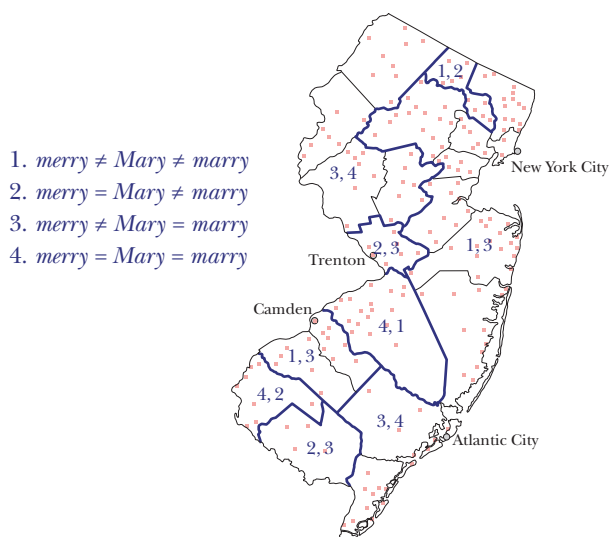 1. merry ≠ Mary ≠ marry
2. merry = Mary ≠ marry
3. merry ≠ Mary = marry
4. merry = Mary = marry
1, 2
New York City
3, 4
2, 3
1, 3
Trenton
Camden
4, 1
1, 3
4, 2
3, 4
Atlantic City
2, 3